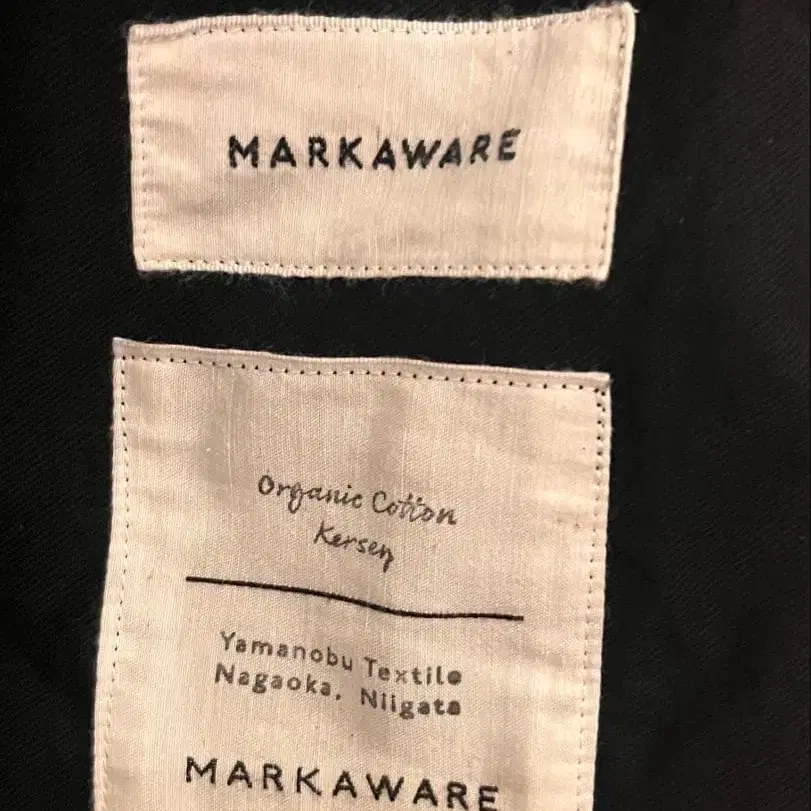 MARKAWARE
Organic Cotton
Kersey
Yamanobu Textile
Nagaoka, Niigata
MARKAWARE